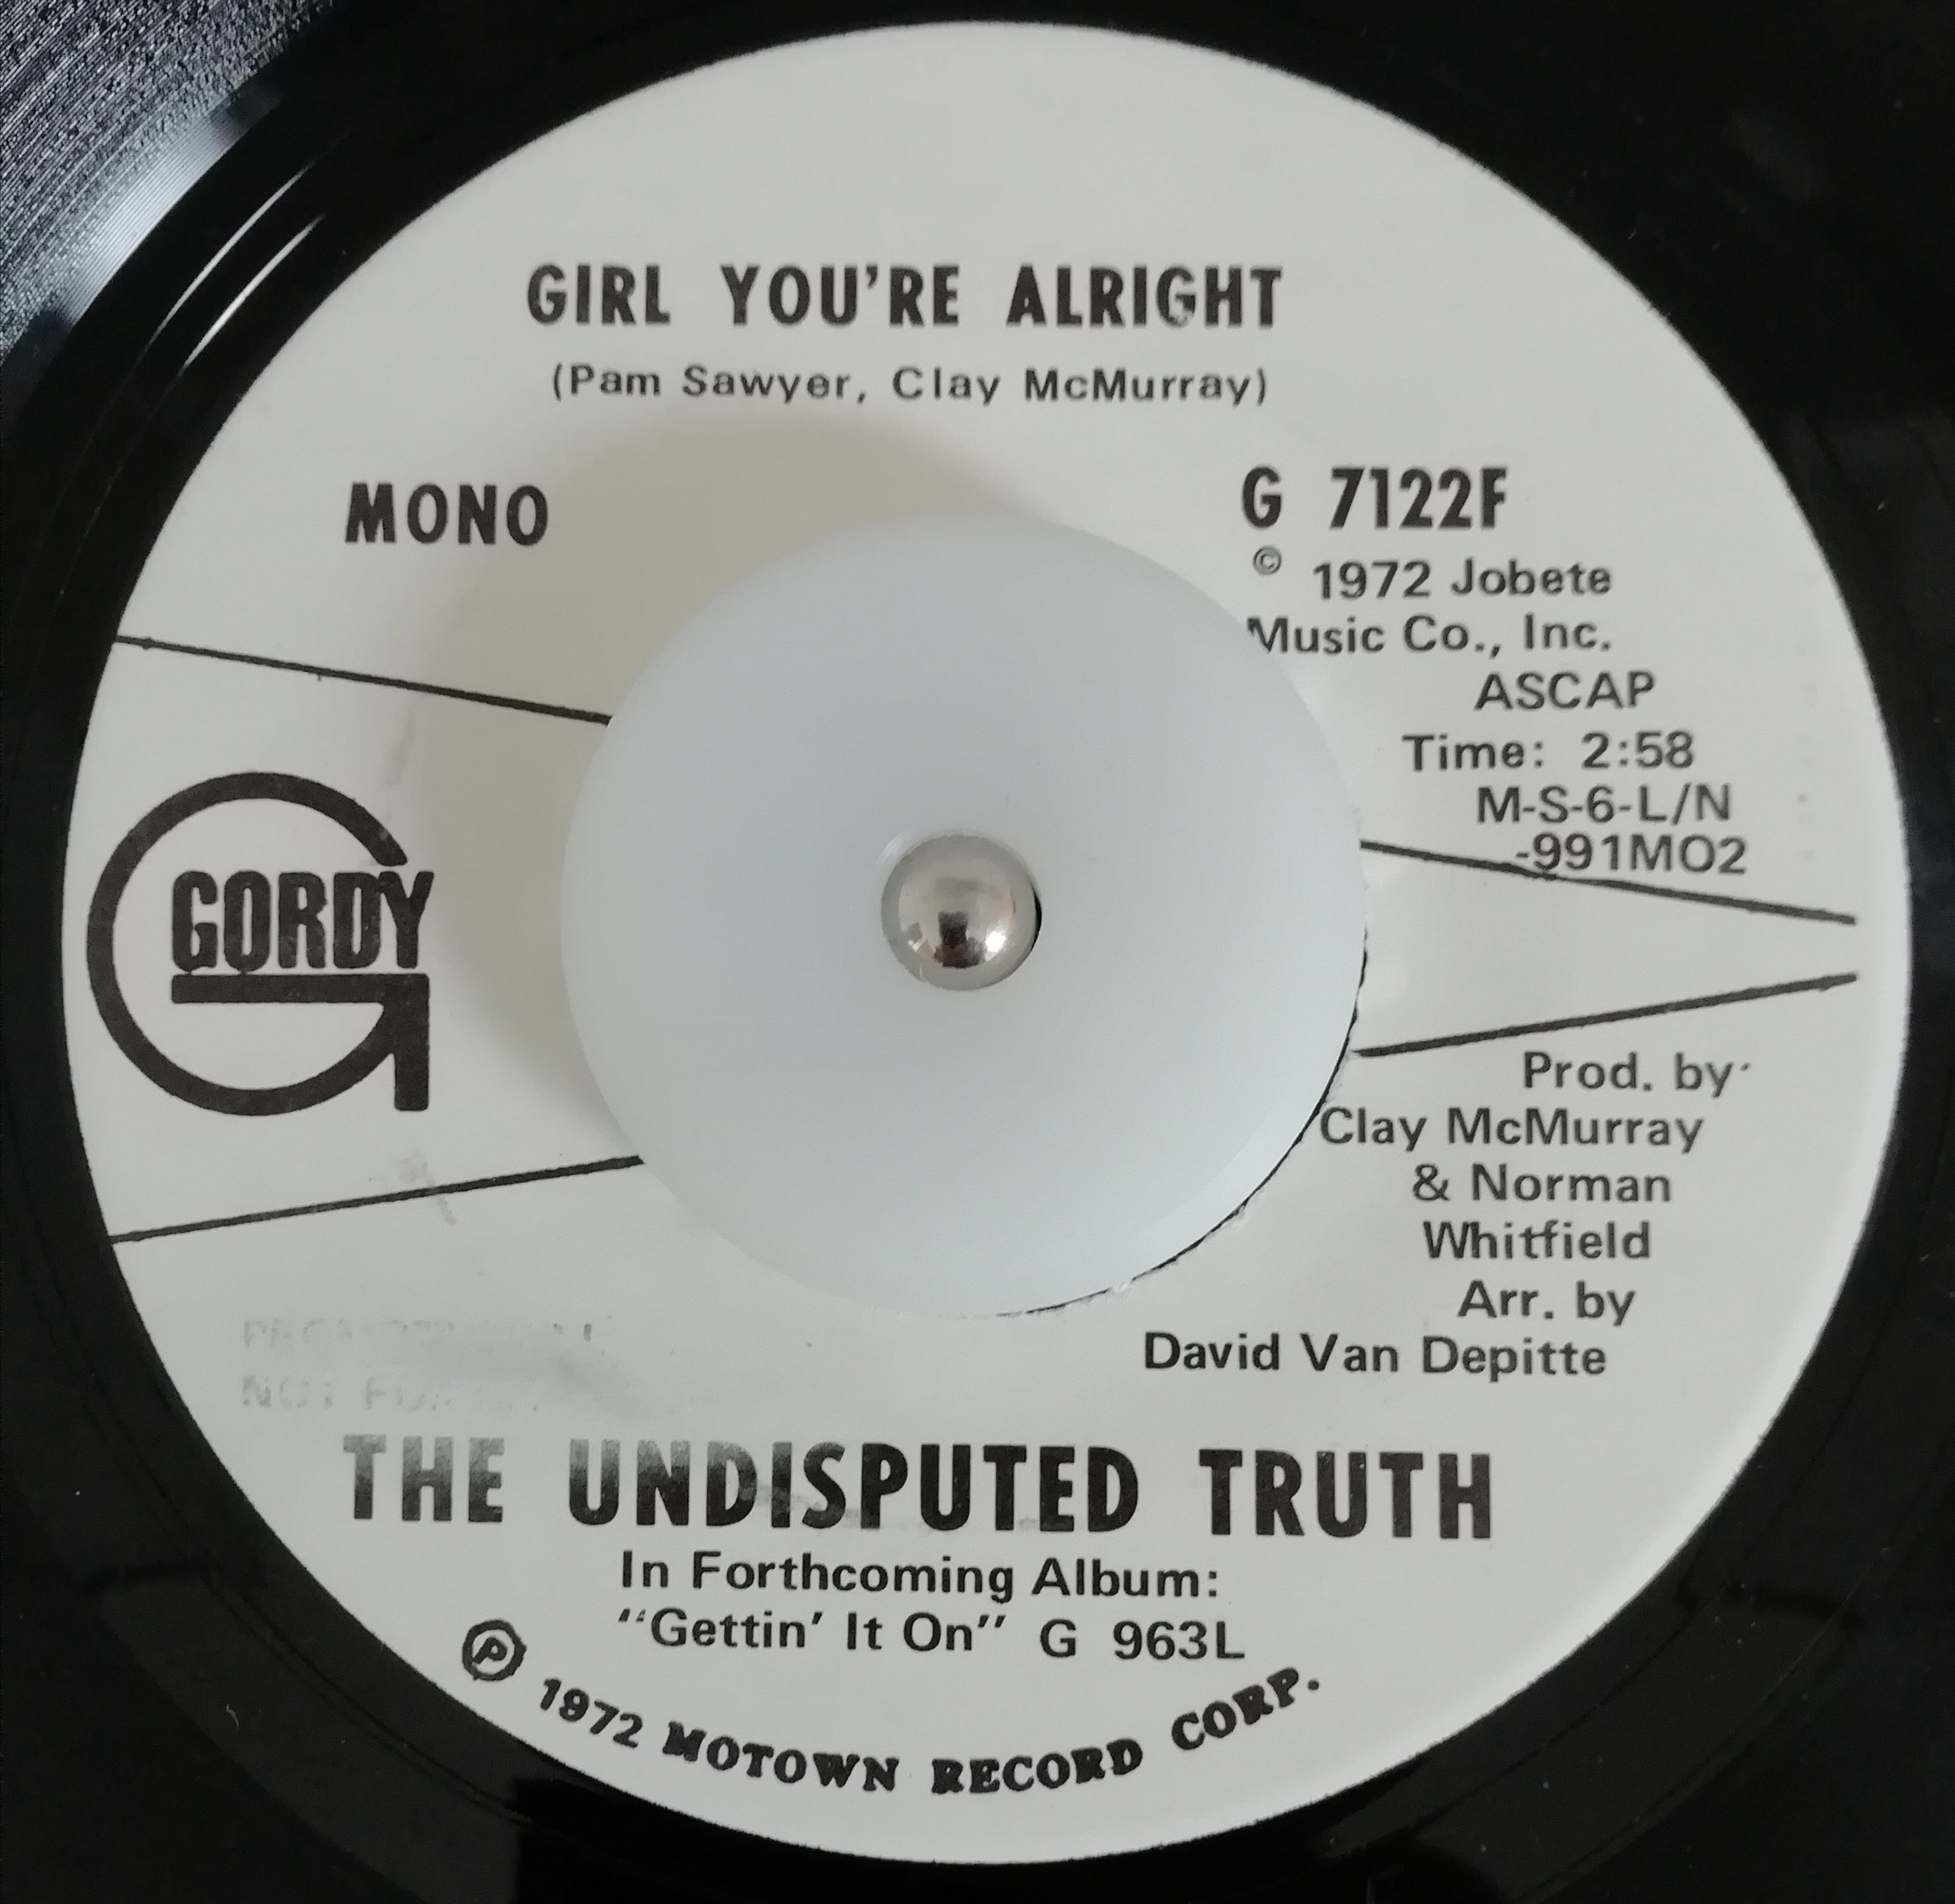 GIRL YOU'RE ALRIGHT
(Pam Sawyer, Clay McMurray)
MONO
G 7122F
© 1972 Jobete
Music Co., Inc.
ASCAP
Time: 2:58
M-S-6-L/N
-991MO2
GORDY
Prod. by
Clay McMurray
& Norman
Whitfield
Arr. by
David Van Depitte
NOT FOR
THE UNDISPUTED TRUTH
In Forthcoming Album:
"Gettin' It On" G 963L
℗ 1972 MOTOWN RECORD CORP.